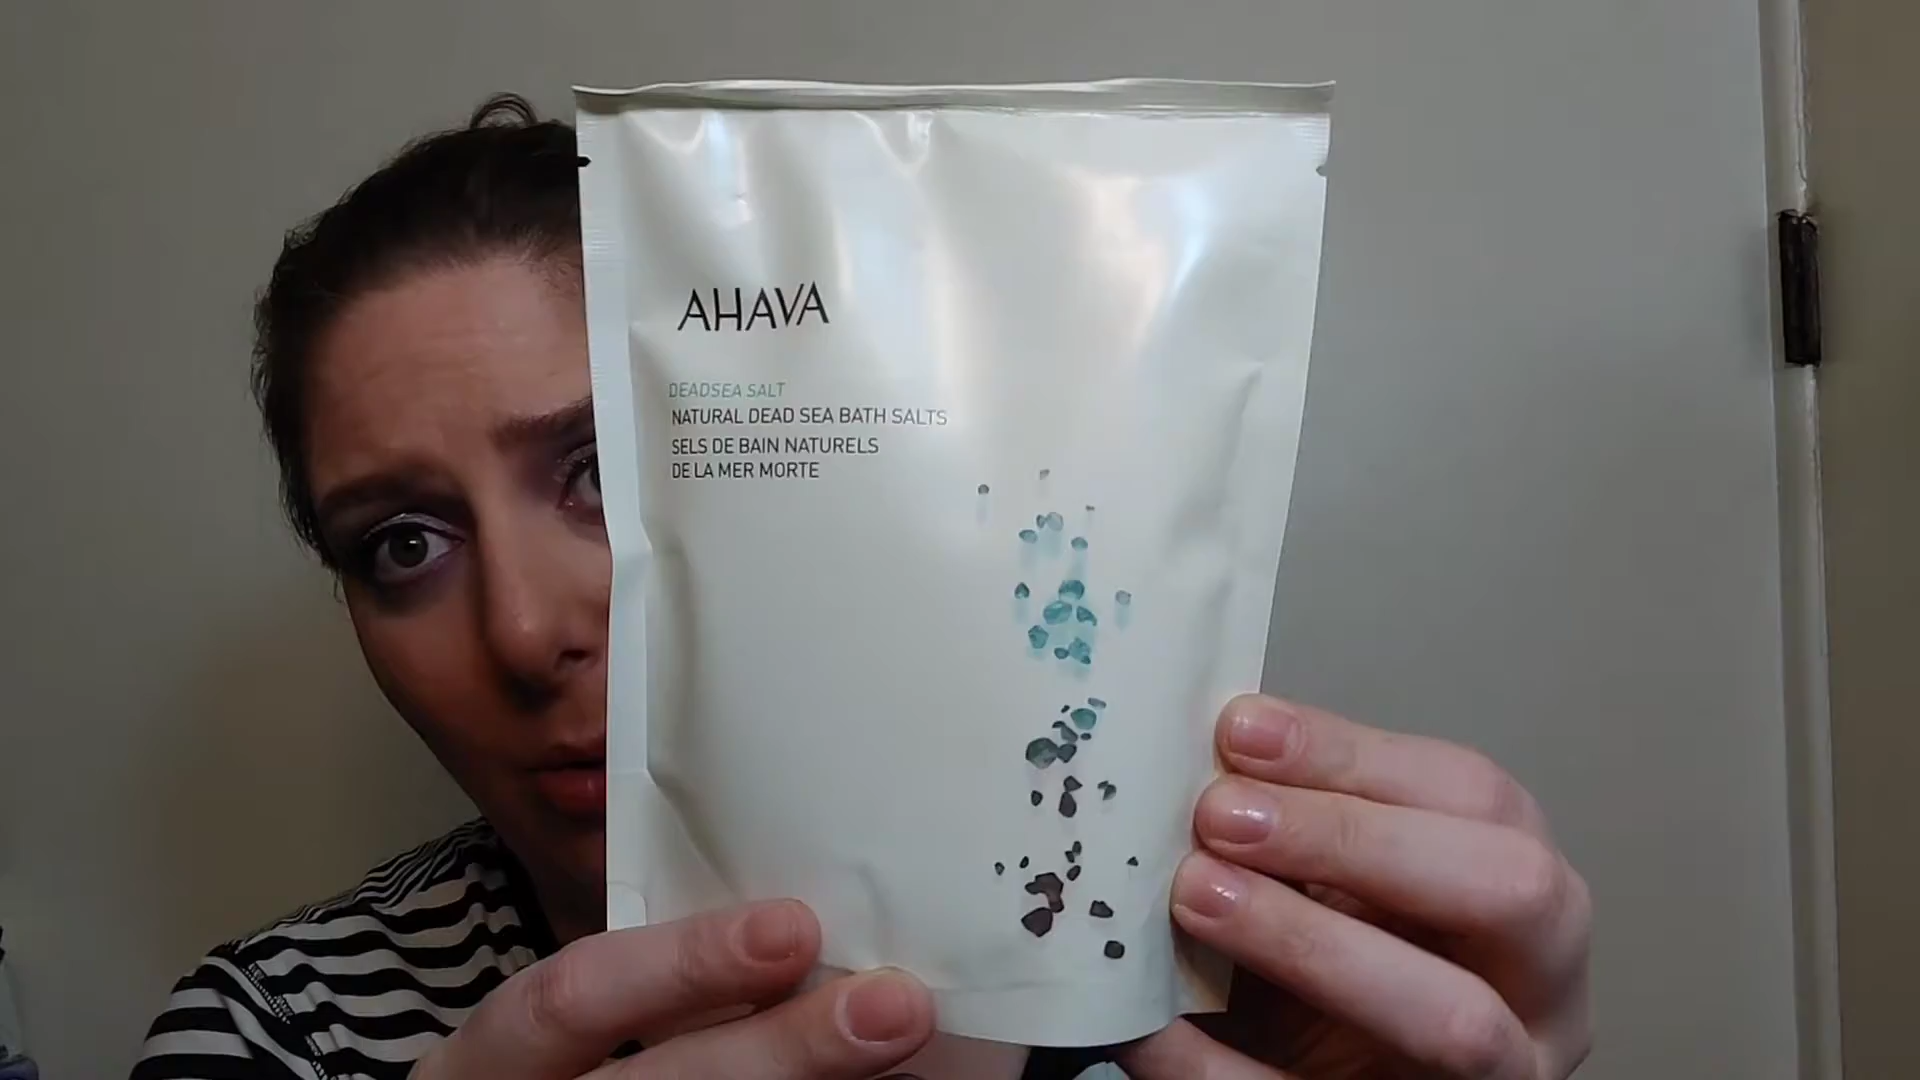 AHAVA
DEADSEA SALT
NATURAL DEAD SEA BATH SALTS
SELS DE BAIN NATURELS
DE LA MER MORTE